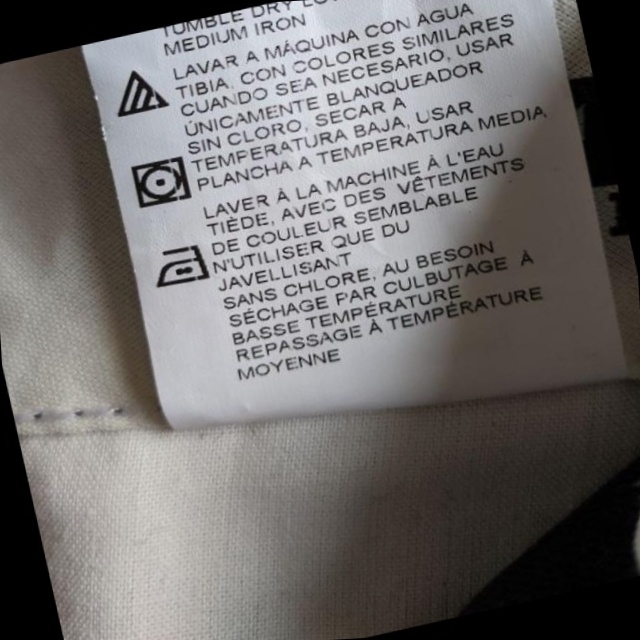 TUMBLE DRY LOW
MEDIUM IRON
LAVAR A MÁQUINA CON AGUA
TIBIA, CON COLORES SIMILARES
CUANDO SEA NECESARIO, USAR
ÚNICAMENTE BLANQUEADOR
SIN CLORO, SECAR A
TEMPERATURA BAJA, USAR
PLANCHA A TEMPERATURA MEDIA,
LAVER À LA MACHINE À L'EAU
TIÈDE, AVEC DES VÊTEMENTS
DE COULEUR SEMBLABLE
N'UTILISER QUE DU
JAVELLISANT
SANS CHLORE, AU BESOIN
SÉCHAGE PAR CULBUTAGE À
BASSE TEMPÉRATURE
REPASSAGE À TEMPÉRATURE
MOYENNE